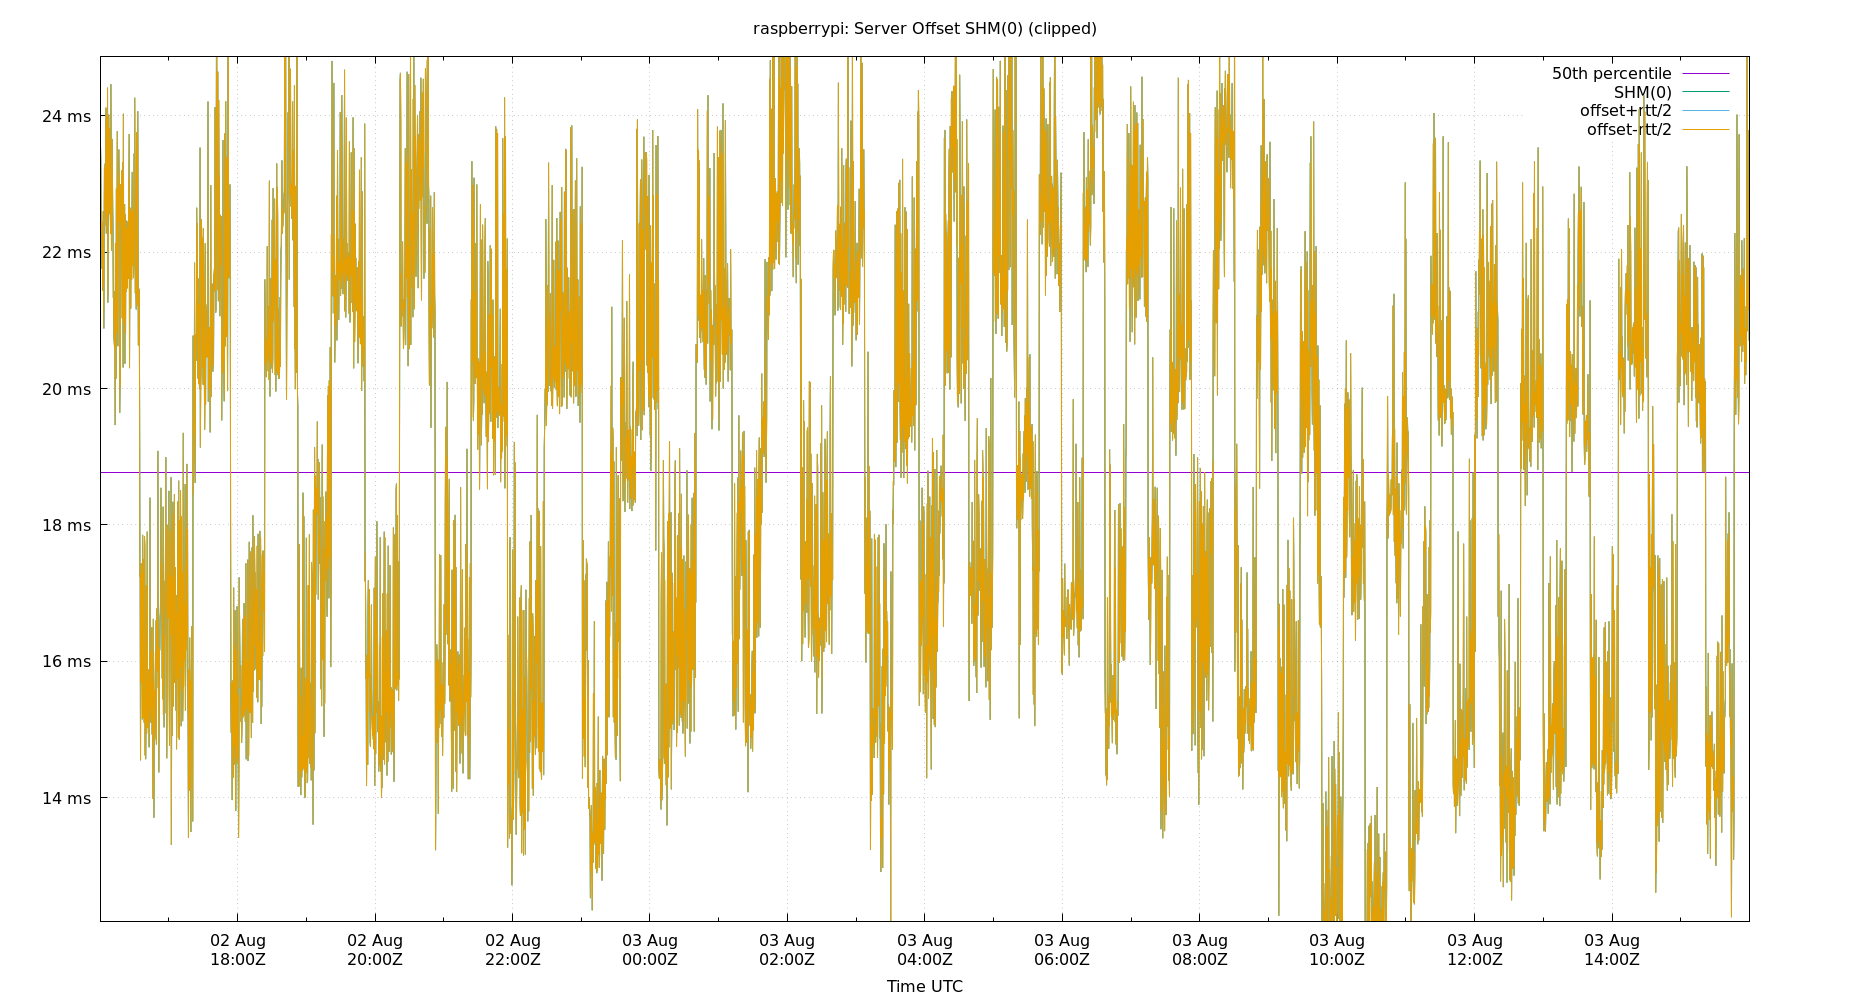 raspberrypi: Server Offset SHM(0) (clipped)
50th percentile
SHM(0)
offset+rtt/2
offset-rtt/2
24 ms
22 ms
20 ms
18 ms
16 ms
14 ms
02 Aug 02 Aug 02 Aug 03 Aug 03 Aug 03 Aug 03 Aug 03 Aug 03 Aug 03 Aug 03 Aug
18:00Z 20:00Z 22:00Z 00:00Z 02:00Z 04:00Z 06:00Z 08:00Z 10:00Z 12:00Z 14:00Z
Time UTC